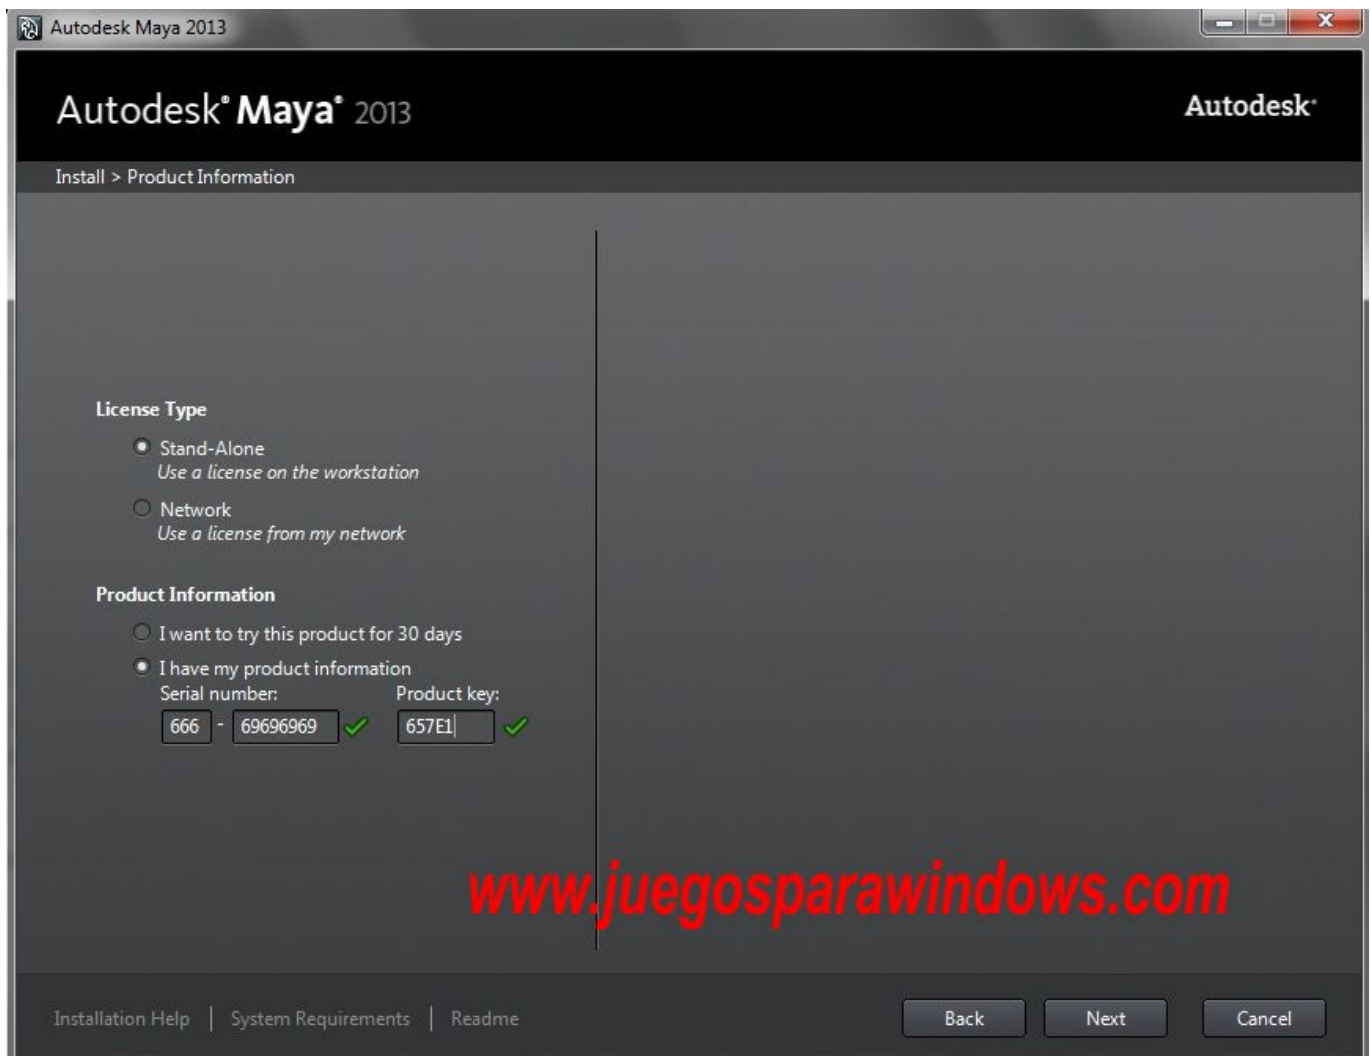 Autodesk Maya 2013
Autodesk® Maya® 2013
Autodesk®
Install > Product Information
License Type
Stand-Alone
Use a license on the workstation
Network
Use a license from my network
Product Information
I want to try this product for 30 days
I have my product information
Serial number: Product key:
666 - 69696969 657E1
www.juegosparawindows.com
Installation Help | System Requirements | Readme
Back Next Cancel